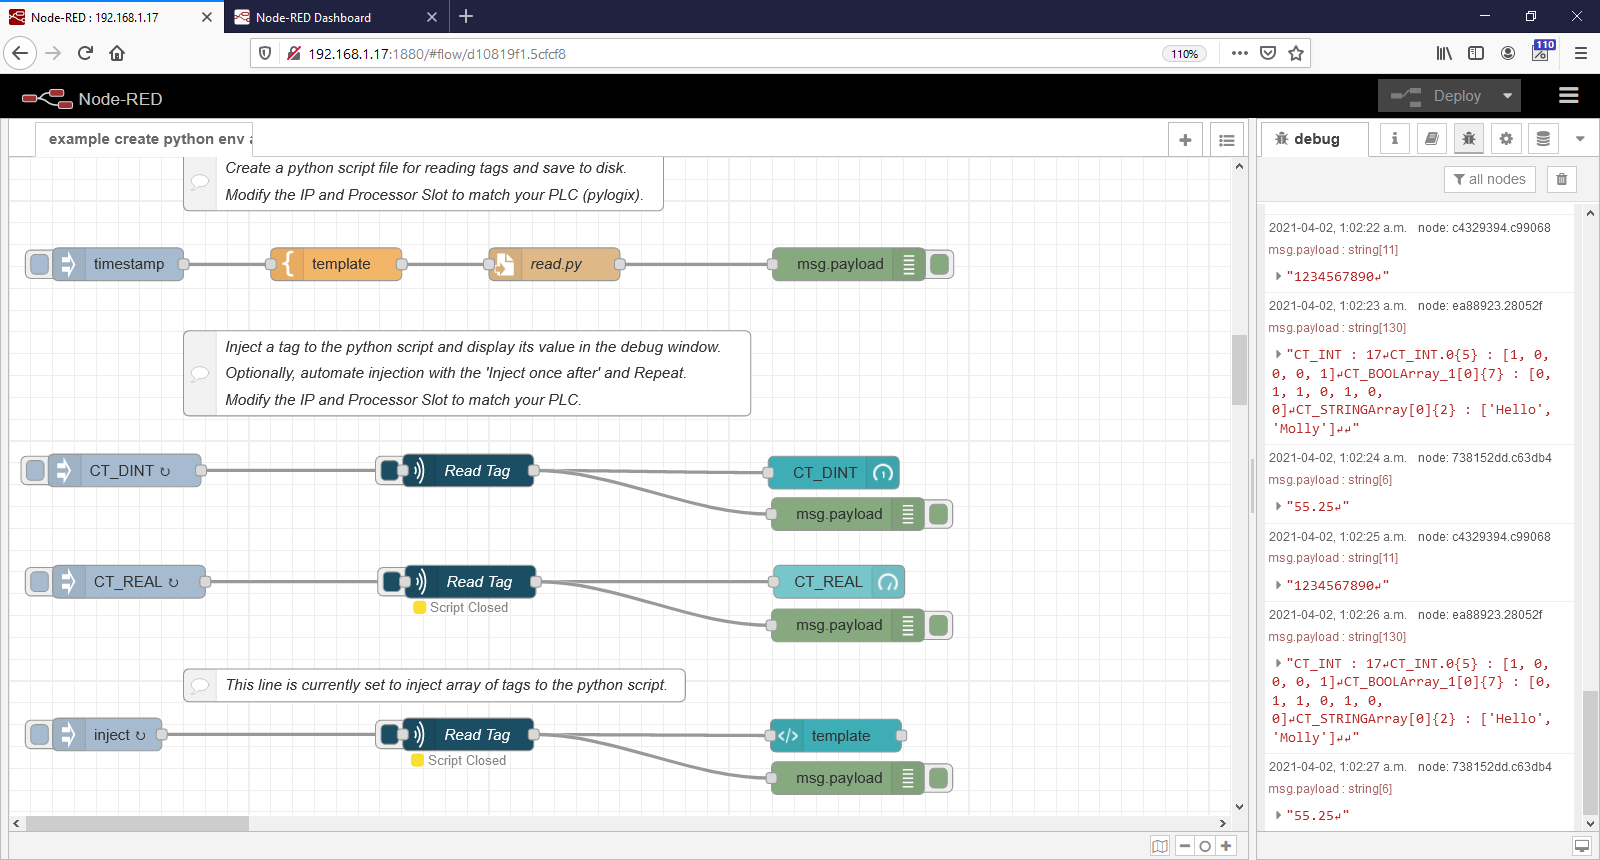 Node-RED : 192.168.1.17
Node-RED Dashboard
192.168.1.17:1880/#flow/d10819f1.5cfcf8
110%
110
Node-RED
Deploy
example create python env a
debug
i
all nodes
Create a python script file for reading tags and save to disk.
Modify the IP and Processor Slot to match your PLC (pylogix).
timestamp
template
read.py
msg.payload
Inject a tag to the python script and display its value in the debug window.
Optionally, automate injection with the 'Inject once after' and Repeat.
Modify the IP and Processor Slot to match your PLC.
CT_DINT ↻
Read Tag
CT_DINT
msg.payload
CT_REAL ↻
Read Tag
Script Closed
CT_REAL
msg.payload
This line is currently set to inject array of tags to the python script.
inject ↻
Read Tag
Script Closed
template
msg.payload
2021-04-02, 1:02:22 a.m. node: c4329394.c99068
msg.payload : string[11]
"1234567890↵"
2021-04-02, 1:02:23 a.m. node: ea88923.28052f
msg.payload : string[130]
"CT_INT : 17↵CT_INT.0{5} : [1, 0,
0, 0, 1]↵CT_BOOLArray_1[0]{7} : [0,
1, 1, 0, 1, 0,
0]↵CT_STRINGArray[0]{2} : ['Hello',
'Molly']↵↵"
2021-04-02, 1:02:24 a.m. node: 738152dd.c63db4
msg.payload : string[6]
"55.25↵"
2021-04-02, 1:02:25 a.m. node: c4329394.c99068
msg.payload : string[11]
"1234567890↵"
2021-04-02, 1:02:26 a.m. node: ea88923.28052f
msg.payload : string[130]
"CT_INT : 17↵CT_INT.0{5} : [1, 0,
0, 0, 1]↵CT_BOOLArray_1[0]{7} : [0,
1, 1, 0, 1, 0,
0]↵CT_STRINGArray[0]{2} : ['Hello',
'Molly']↵↵"
2021-04-02, 1:02:27 a.m. node: 738152dd.c63db4
msg.payload : string[6]
"55.25↵"